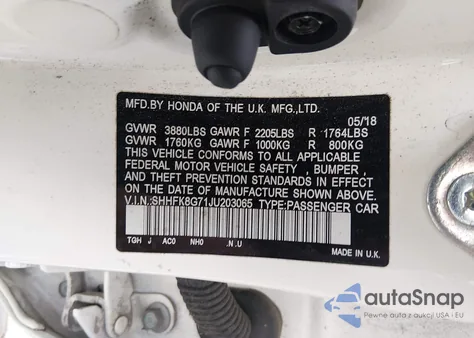 MFD.BY HONDA OF THE U.K. MFG.,LTD.
05/18
GVWR 3880LBS GAWR F 2205LBS R 1764LBS
GVWR 1760KG GAWR F 1000KG R 800KG
THIS VEHICLE CONFORMS TO ALL APPLICABLE
FEDERAL MOTOR VEHICLE SAFETY , BUMPER ,
AND THEFT PREVENTION STANDARDS IN EFFECT
ON THE DATE OF MANUFACTURE SHOWN ABOVE.
V.I.N.:SHHFK8G71JU203065 TYPE:PASSENGER CAR
TGH J AC0 NH0 .N.U
MADE IN U.K.
autoSnap
Pewne auta z aukcji USA i EU